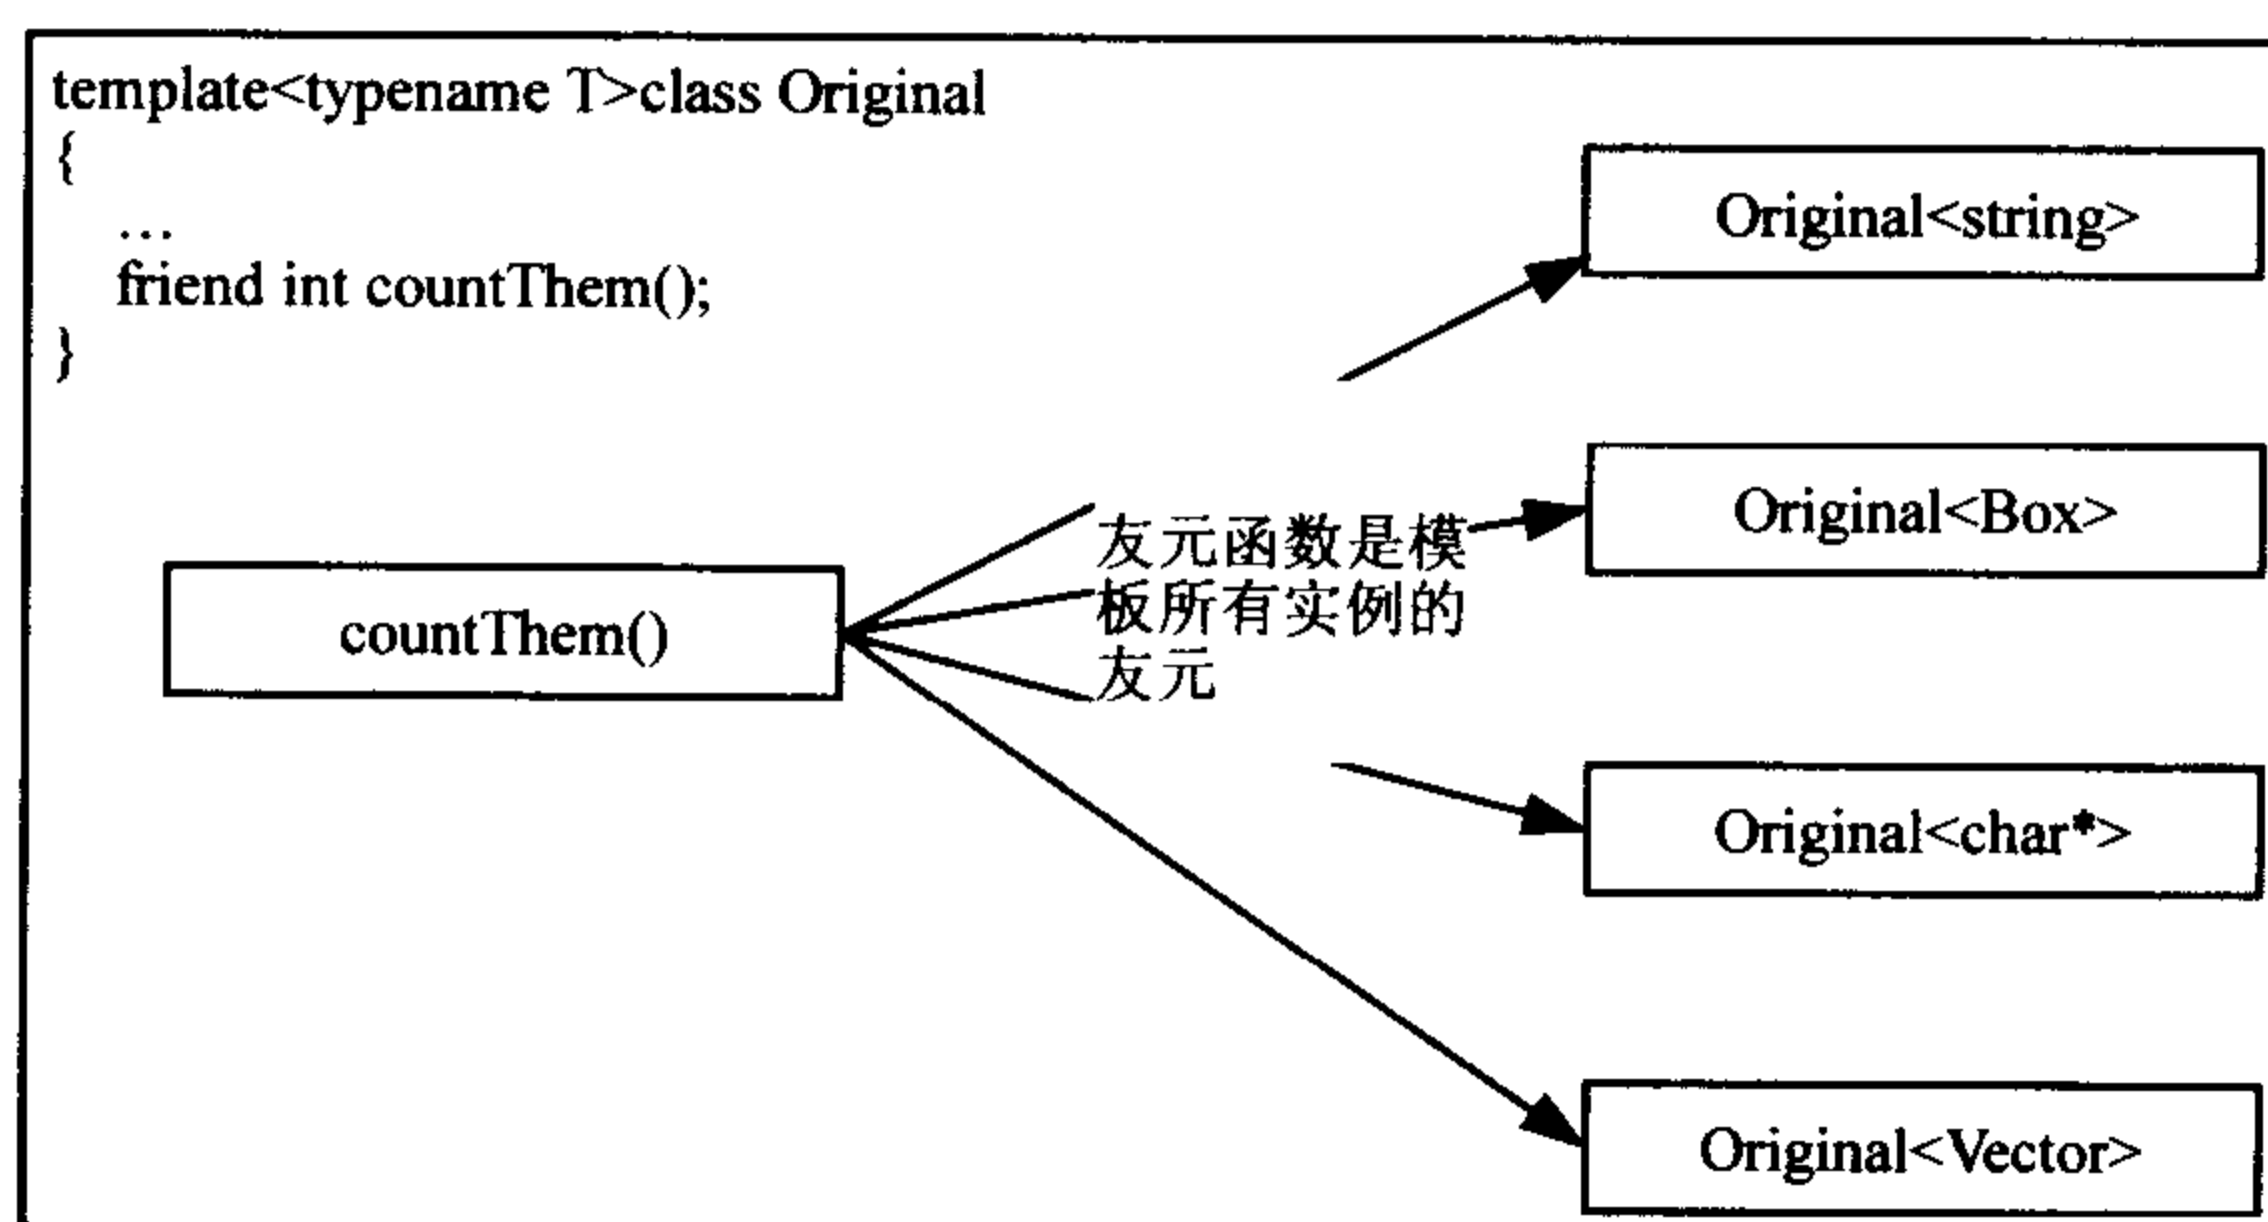 template<typename T>class Original
{
…
friend int countThem();
}
countThem()
友元函数是模
板所有实例的
友元
Original<string>
Original<Box>
Original<char*>
Original<Vector>